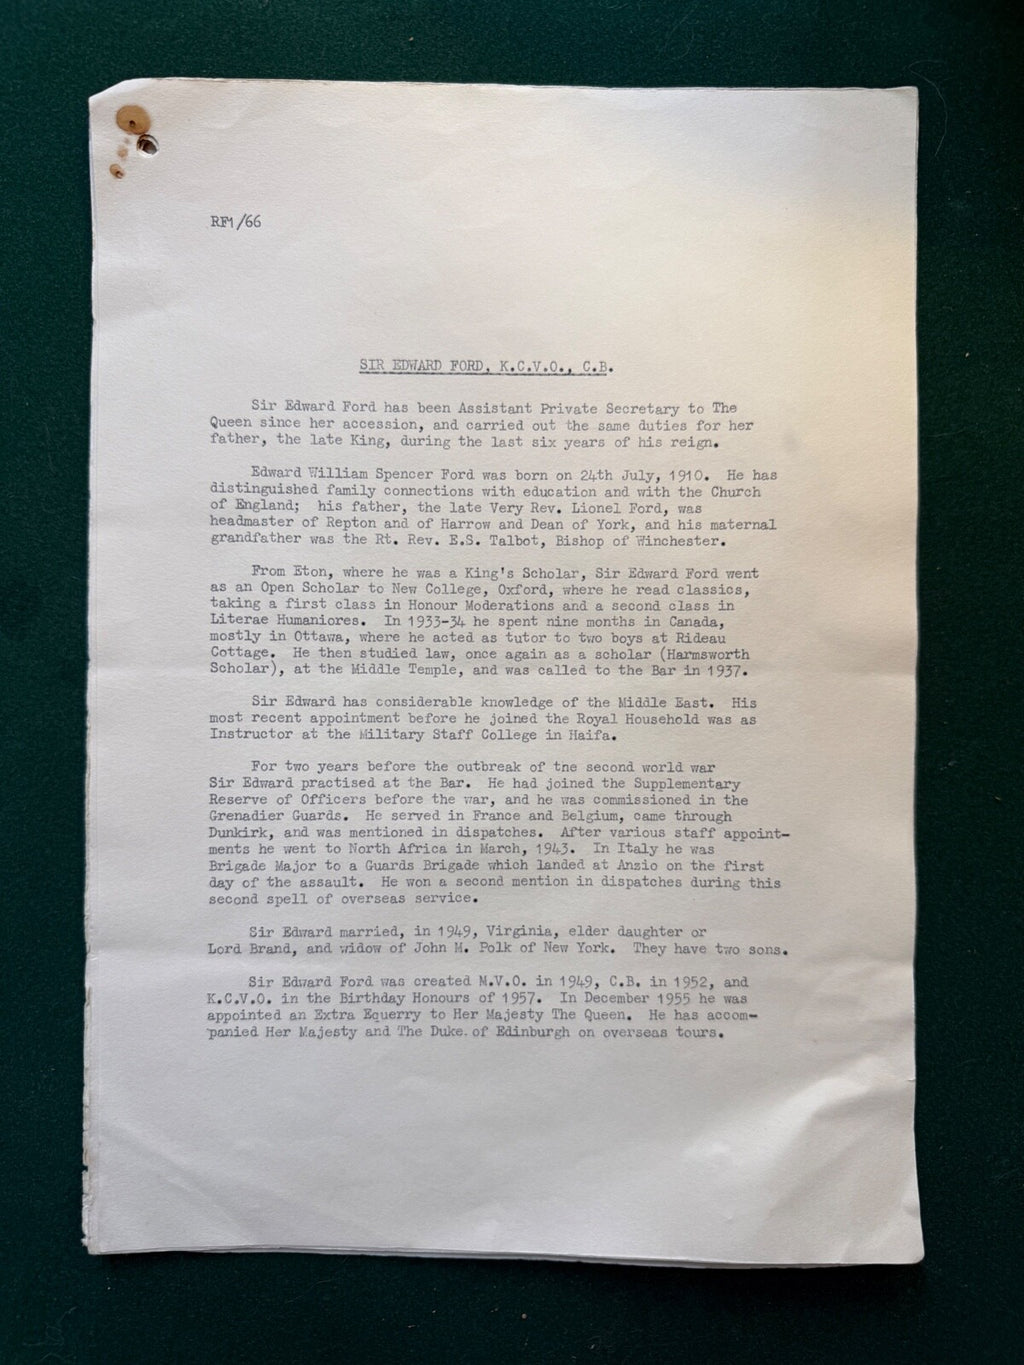 RFM/66
SIR EDWARD FORD, K.C.V.O., C.B.
Sir Edward Ford has been Assistant Private Secretary to The
Queen since her accession, and carried out the same duties for her
father, the late King, during the last six years of his reign.
Edward William Spencer Ford was born on 24th July, 1910. He has
distinguished family connections with education and with the Church
of England; his father, the late Very Rev. Lionel Ford, was
headmaster of Repton and of Harrow and Dean of York, and his maternal
grandfather was the Rt. Rev. E.S. Talbot, Bishop of Winchester.
From Eton, where he was a King's Scholar, Sir Edward Ford went
as an Open Scholar to New College, Oxford, where he read classics,
taking a first class in Honour Moderations and a second class in
Literae Humaniores. In 1933-34 he spent nine months in Canada,
mostly in Ottawa, where he acted as tutor to two boys at Rideau
Cottage. He then studied law, once again as a scholar (Harmsworth
Scholar), at the Middle Temple, and was called to the Bar in 1937.
Sir Edward has considerable knowledge of the Middle East. His
most recent appointment before he joined the Royal Household was as
Instructor at the Military Staff College in Haifa.
For two years before the outbreak of tne second world war
Sir Edward practised at the Bar. He had joined the Supplementary
Reserve of Officers before the war, and he was commissioned in the
Grenadier Guards. He served in France and Belgium, came through
Dunkirk, and was mentioned in dispatches. After various staff appoint-
ments he went to North Africa in March, 1943. In Italy he was
Brigade Major to a Guards Brigade which landed at Anzio on the first
day of the assault. He won a second mention in dispatches during this
second spell of overseas service.
Sir Edward married, in 1949, Virginia, elder daughter or
Lord Brand, and widow of John M. Polk of New York. They have two sons.
Sir Edward Ford was created M.V.O. in 1949, C.B. in 1952, and
K.C.V.O. in the Birthday Honours of 1957. In December 1955 he was
appointed an Extra Equerry to Her Majesty The Queen. He has accom-
panied Her Majesty and The Duke of Edinburgh on overseas tours.